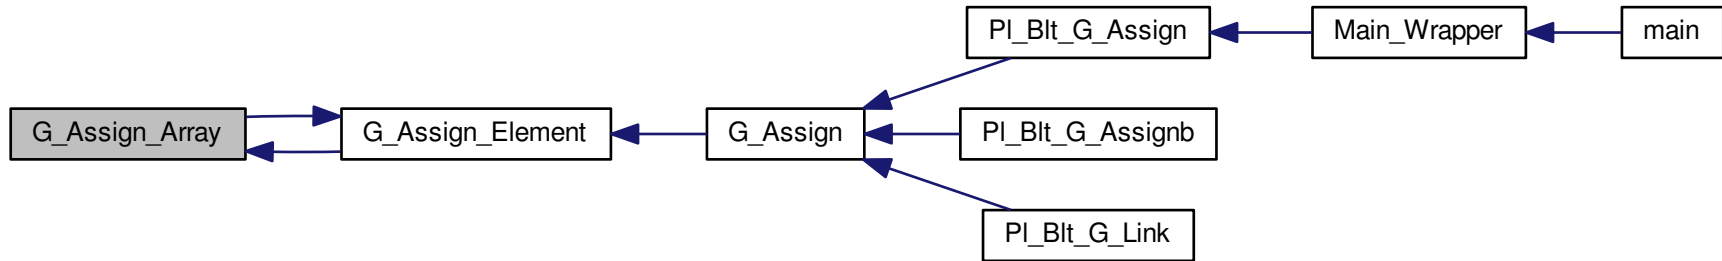 Pl_Blt_G_Assign
Main_Wrapper
main
G_Assign_Array
G_Assign_Element
G_Assign
Pl_Blt_G_Assignb
Pl_Blt_G_Link